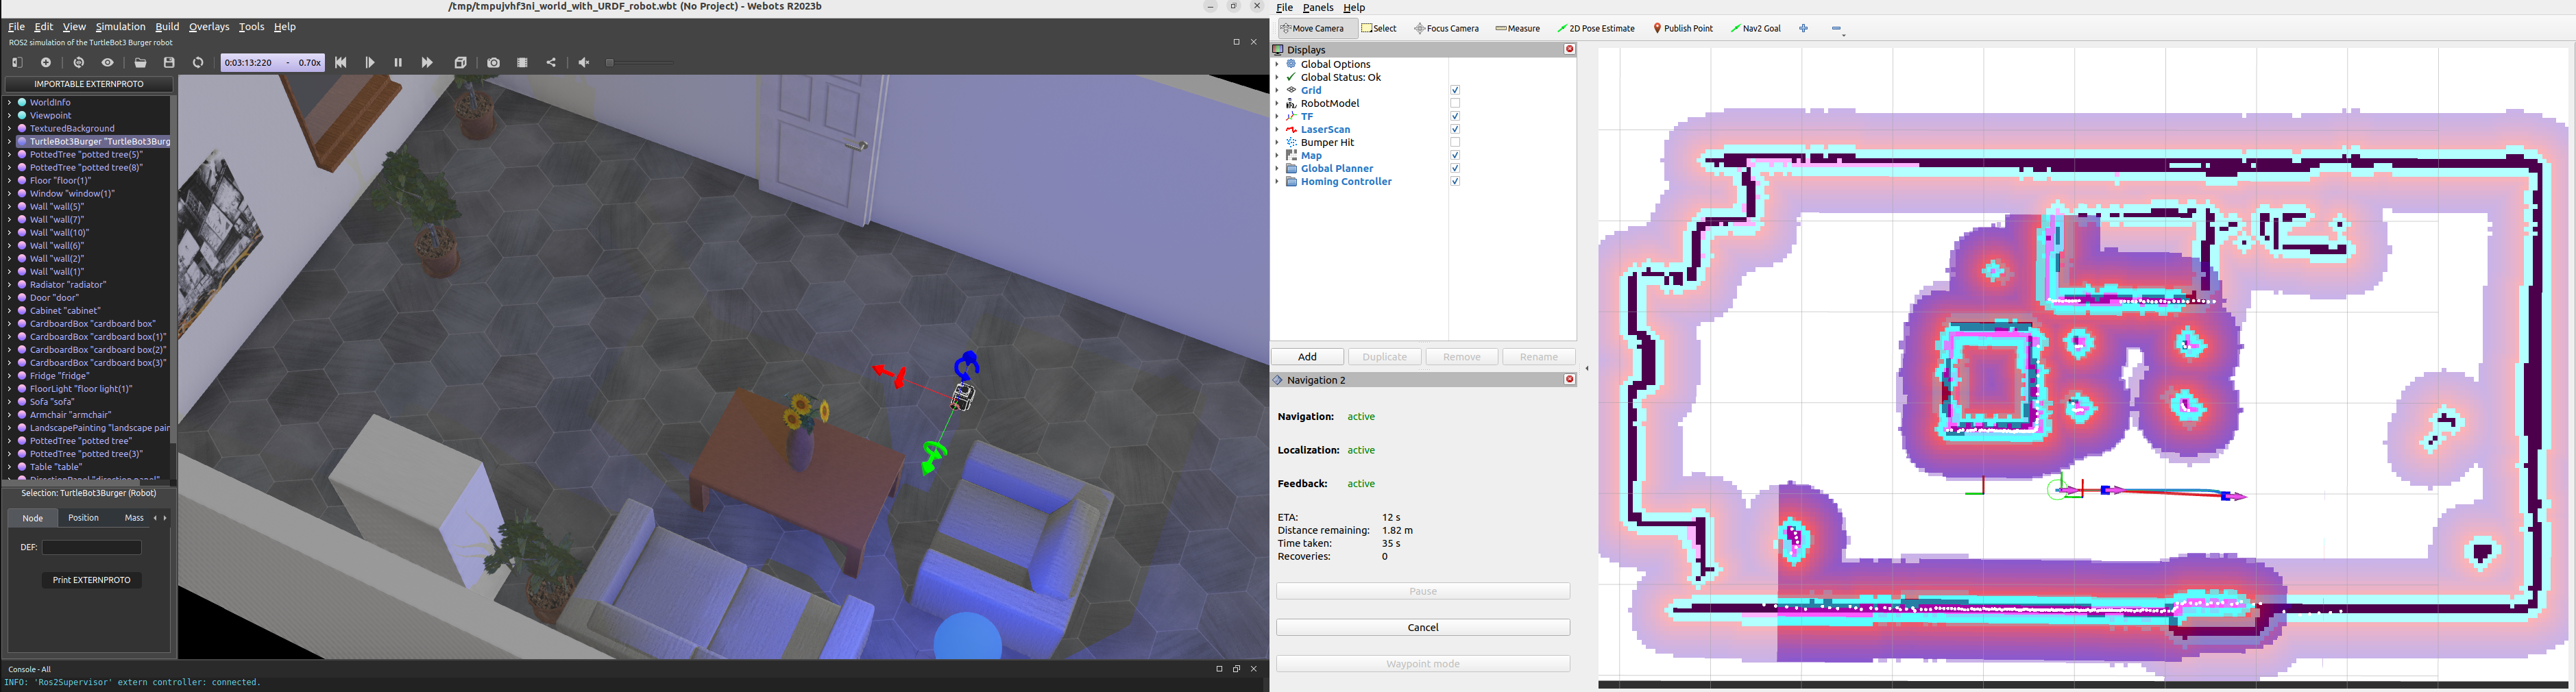 /tmp/tmpujvhf3ni_world_with_URDF_robot.wbt (No Project) - Webots R2023b
File Edit View Simulation Build Overlays Tools Help
ROS2 simulation of the TurtleBot3 Burger robot
0:03:13:220 - 0.70x
IMPORTABLE EXTERNPROTO
WorldInfo
Viewpoint
TexturedBackground
TurtleBot3Burger "TurtleBot3Burg
PottedTree "potted tree(5)"
PottedTree "potted tree(8)"
Floor "floor(1)"
Window "window(1)"
Wall "wall(5)"
Wall "wall(7)"
Wall "wall(10)"
Wall "wall(6)"
Wall "wall(2)"
Wall "wall(1)"
Radiator "radiator"
Door "door"
Cabinet "cabinet"
CardboardBox "cardboard box"
CardboardBox "cardboard box(1)"
CardboardBox "cardboard box(2)"
CardboardBox "cardboard box(3)"
Fridge "fridge"
FloorLight "floor light(1)"
Sofa "sofa"
Armchair "armchair"
LandscapePainting "landscape pain
PottedTree "potted tree"
PottedTree "potted tree(3)"
Table "table"
DirectionPanel "direction panel"
Selection: TurtleBot3Burger (Robot)
Node Position Mass
DEF:
Print EXTERNPROTO
Console - All
INFO: 'Ros2Supervisor' extern controller: connected.
File Panels Help
Move Camera Select Focus Camera Measure 2D Pose Estimate Publish Point Nav2 Goal
Displays
Global Options
Global Status: Ok
Grid
RobotModel
TF
LaserScan
Bumper Hit
Map
Global Planner
Homing Controller
Add Duplicate Remove Rename
Navigation 2
Navigation: active
Localization: active
Feedback: active
ETA: 12 s
Distance remaining: 1.82 m
Time taken: 35 s
Recoveries: 0
Pause
Cancel
Waypoint mode